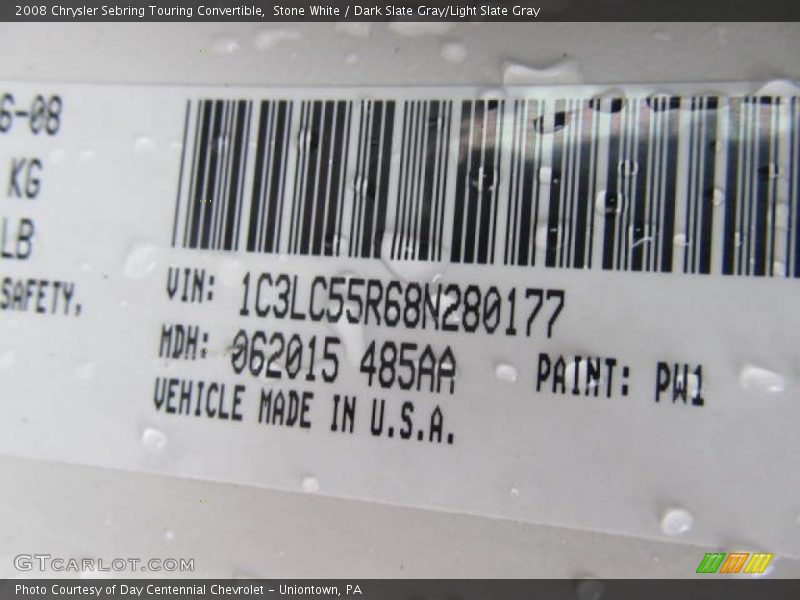 2008 Chrysler Sebring Touring Convertible, Stone White / Dark Slate Gray/Light Slate Gray
6-08
KG
LB
SAFETY,
VIN: 1C3LC55R68N280177
MDH: 062015 485AA
PAINT: PW1
VEHICLE MADE IN U.S.A.
GTCARLOT.COM
Photo Courtesy of Day Centennial Chevrolet - Uniontown, PA